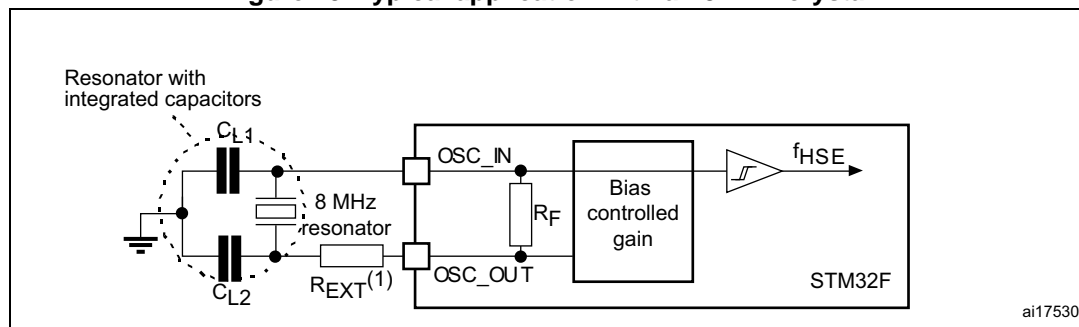 Resonator with
integrated capacitors
CL1
OSC_IN
fHSE
8 MHz
resonator
RF
Bias
controlled
gain
REXT(1)
OSC_OUT
STM32F
CL2
ai17530